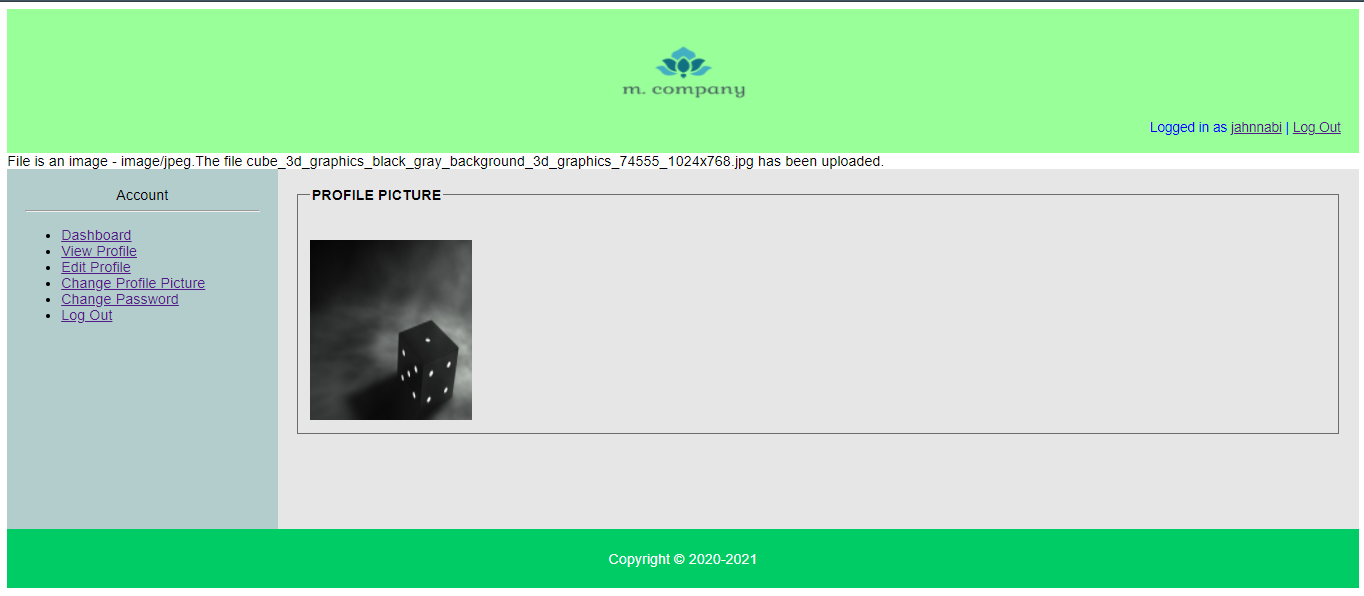 m. company
Logged in as jahnnabi | Log Out
File is an image - image/jpeg.The file cube_3d_graphics_black_gray_background_3d_graphics_74555_1024x768.jpg has been uploaded.
Account
Dashboard
View Profile
Edit Profile
Change Profile Picture
Change Password
Log Out
PROFILE PICTURE
Copyright © 2020-2021